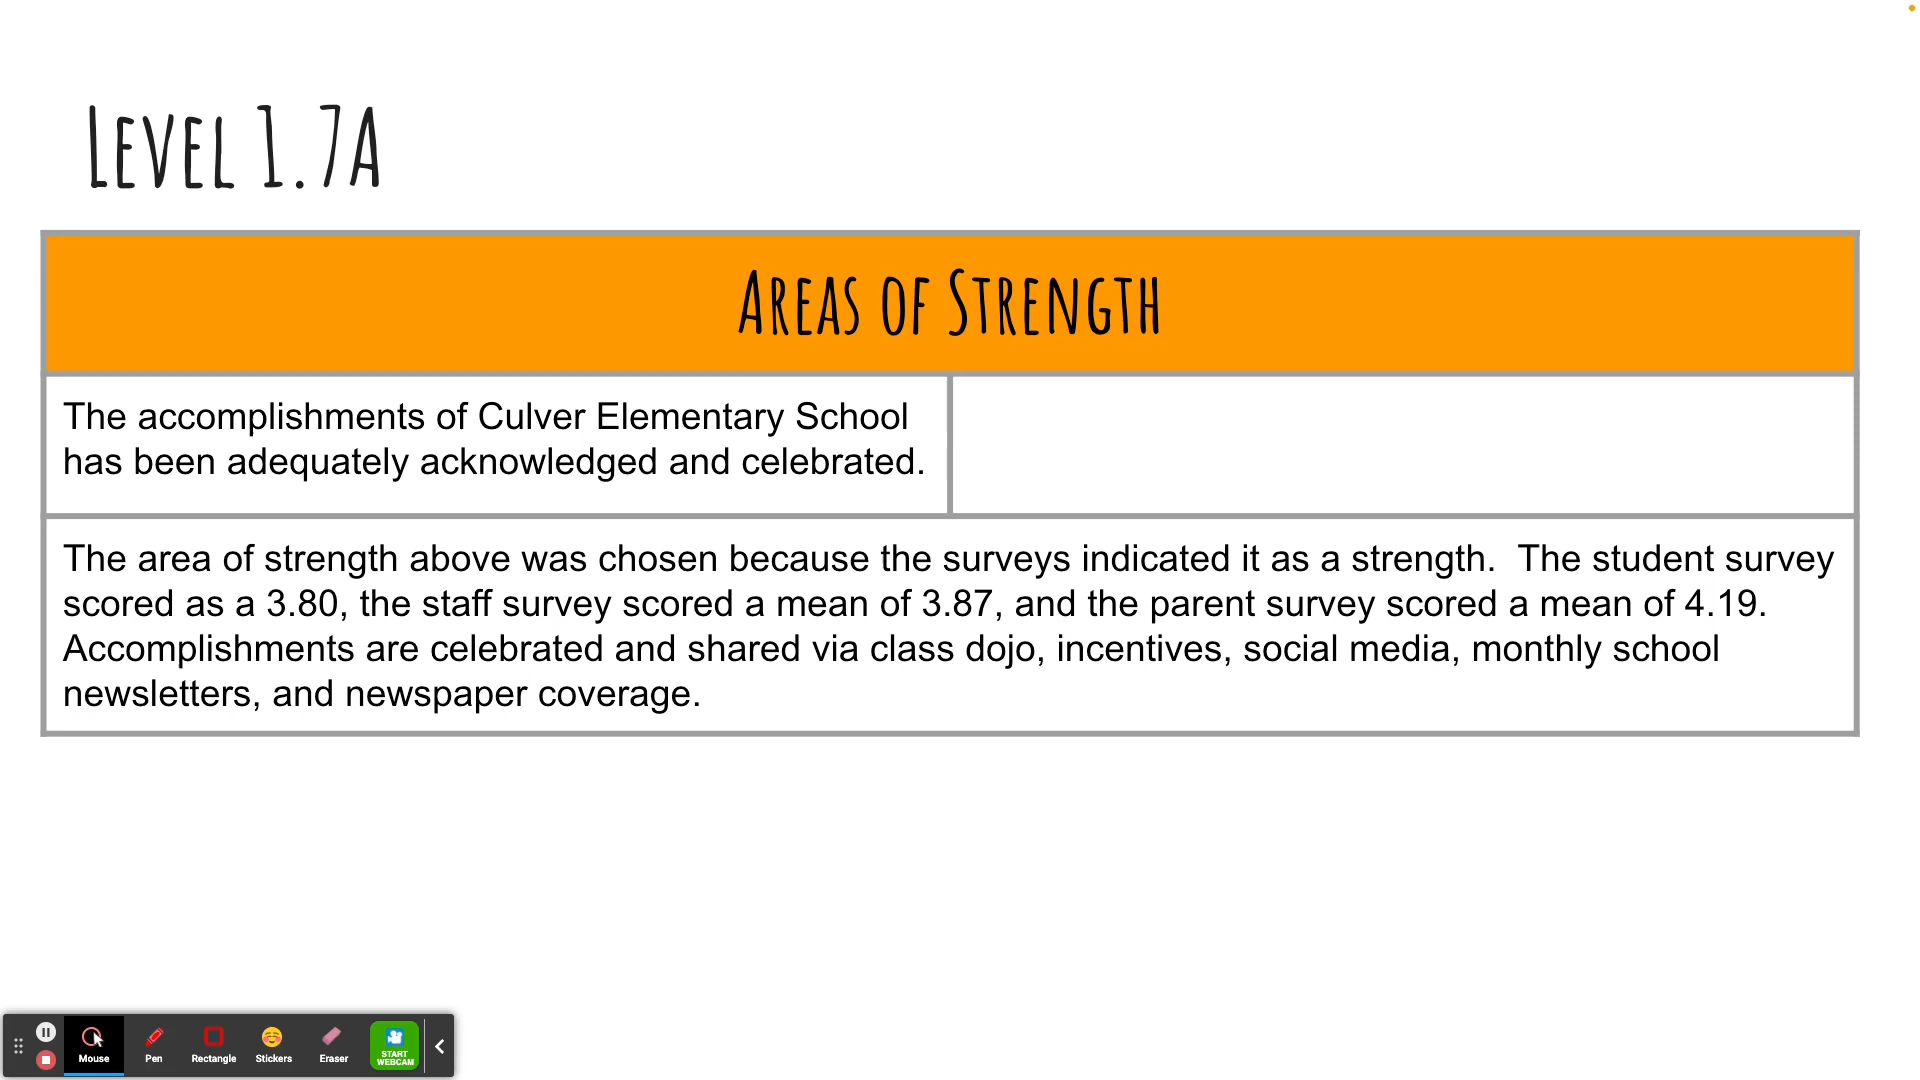 Level 1.7A
Areas of Strength
The accomplishments of Culver Elementary School
has been adequately acknowledged and celebrated.
The area of strength above was chosen because the surveys indicated it as a strength.  The student survey
scored as a 3.80, the staff survey scored a mean of 3.87, and the parent survey scored a mean of 4.19.
Accomplishments are celebrated and shared via class dojo, incentives, social media, monthly school
newsletters, and newspaper coverage.
Mouse
Pen
Rectangle
Stickers
Eraser
START
WEBCAM